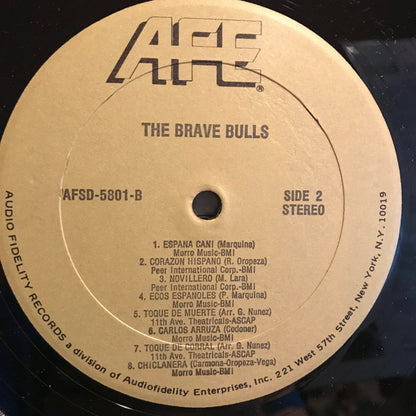 AFE®
THE BRAVE BULLS
AFSD-5801-B
SIDE 2
STEREO
1. ESPANA CANI (Marquina)
Morro Music-BMI
2. CORAZON HISPANO (R. Oropeza)
Peer International Corp.-BMI
3. NOVILLERO (M. Lara)
Peer International Corp.-BMI
4. ECOS ESPANOLES (P. Marquina)
Morro Music-BMI
5. TOQUE DE MUERTE (Arr. G. Nunez)
11th Ave. Theatricals-ASCAP
6. CARLOS ARRUZA (Codoner)
Morro Music-BMI
7. TOQUE DE CORRAL (Arr. G. Nunez)
11th Ave. Theatricals-ASCAP
8. CHICLANERA (Carmona-Oropeza-Vega)
Morro Music-BMI
AUDIO FIDELITY RECORDS a division of Audiofidelity Enterprises, Inc. 221 West 57th Street, New York, N.Y. 10019